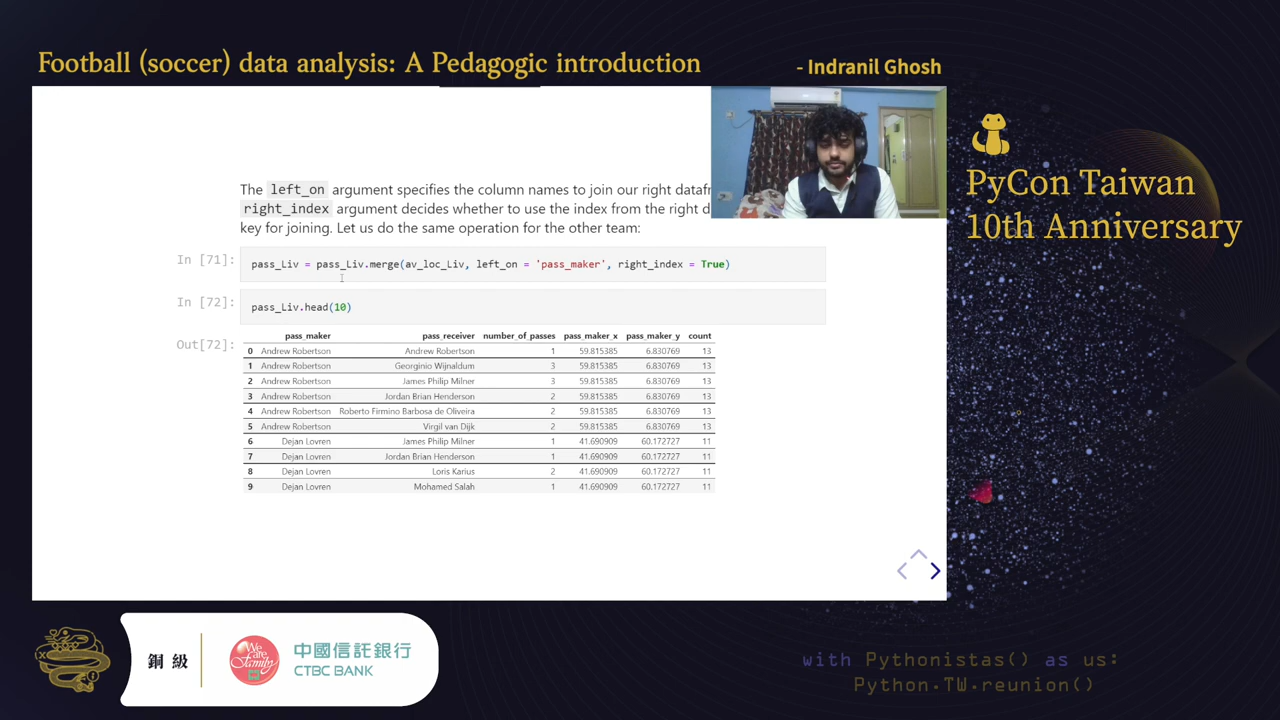 Football (soccer) data analysis: A Pedagogic introduction
- Indranil Ghosh
PyCon Taiwan
10th Anniversary
The left_on argument specifies the column names to join our right datafr
right_index argument decides whether to use the index from the right d
key for joining. Let us do the same operation for the other team:
In [71]: pass_Liv = pass_Liv.merge(av_loc_Liv, left_on = 'pass_maker', right_index = True)
In [72]: pass_Liv.head(10)
Out[72]:
pass_maker pass_receiver number_of_passes pass_maker_x pass_maker_y count
0 Andrew Robertson Andrew Robertson 1 59.815385 6.830769 13
1 Andrew Robertson Georginio Wijnaldum 3 59.815385 6.830769 13
2 Andrew Robertson James Philip Milner 3 59.815385 6.830769 13
3 Andrew Robertson Jordan Brian Henderson 2 59.815385 6.830769 13
4 Andrew Robertson Roberto Firmino Barbosa de Oliveira 2 59.815385 6.830769 13
5 Andrew Robertson Virgil van Dijk 2 59.815385 6.830769 13
6 Dejan Lovren James Philip Milner 1 41.690909 60.172727 11
7 Dejan Lovren Jordan Brian Henderson 1 41.690909 60.172727 11
8 Dejan Lovren Loris Karius 2 41.690909 60.172727 11
9 Dejan Lovren Mohamed Salah 1 41.690909 60.172727 11
銅級
We are family
中國信託銀行
CTBC BANK
with Pythonistas() as us:
Python.TW.reunion()